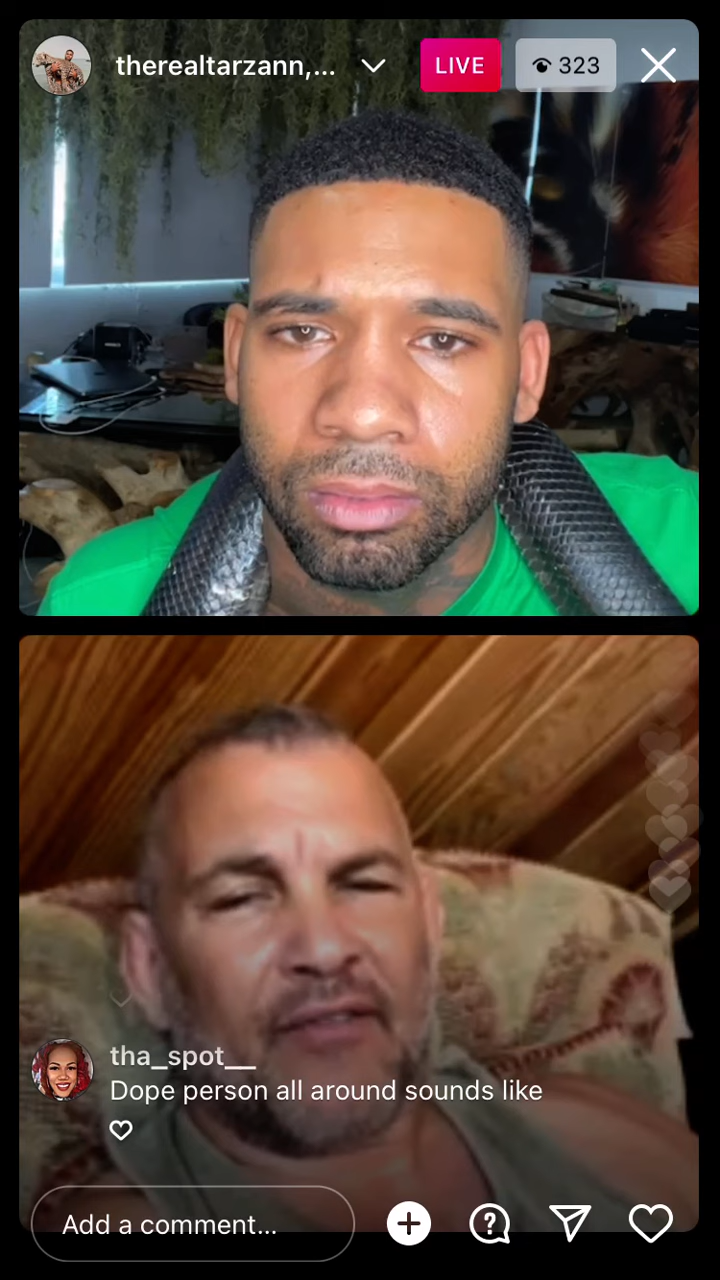 therealtarzann,...
LIVE
323
tha_spot__
Dope person all around sounds like
Add a comment...